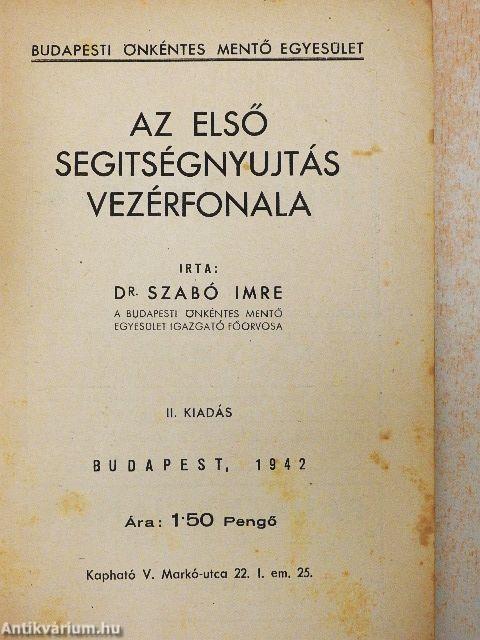 BUDAPESTI ÖNKÉNTES MENTŐ EGYESÜLET
AZ ELSŐ
SEGITSÉGNYUJTÁS
VEZÉRFONALA
IRTA:
DR. SZABÓ IMRE
A BUDAPESTI ÖNKÉNTES MENTŐ
EGYESÜLET IGAZGATÓ FŐORVOSA
II. KIADÁS
BUDAPEST, 1942
Ára: 1·50 Pengő
Kapható V. Markó-utca 22. I. em. 25.
Antikvárium.hu